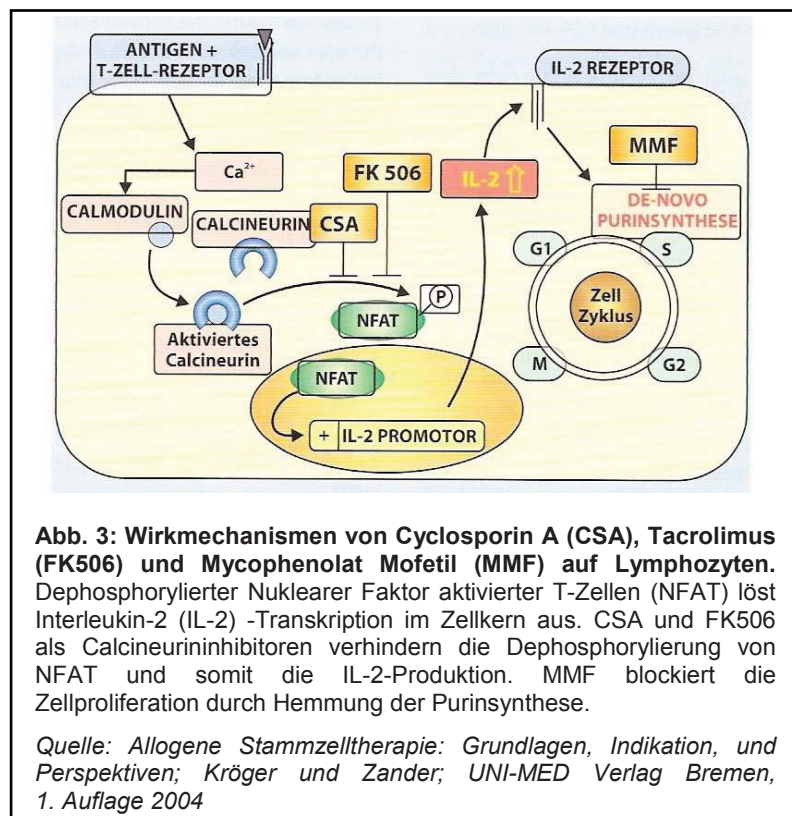 ANTIGEN +
T-ZELL-REZEPTOR
IL-2 REZEPTOR
Ca²⁺
FK 506
IL-2
MMF
CALMODULIN
CALCINEURIN
CSA
DE-NOVO
PURINSYNTHESE
G1
S
P
NFAT
Zell
Zyklus
Aktiviertes
Calcineurin
M
G2
NFAT
+ IL-2 PROMOTOR
Abb. 3: Wirkmechanismen von Cyclosporin A (CSA), Tacrolimus
(FK506) und Mycophenolat Mofetil (MMF) auf Lymphozyten.
Dephosphorylierter Nuklearer Faktor aktivierter T-Zellen (NFAT) löst
Interleukin-2 (IL-2) -Transkription im Zellkern aus. CSA und FK506
als Calcineurininhibitoren verhindern die Dephosphorylierung von
NFAT und somit die IL-2-Produktion. MMF blockiert die
Zellproliferation durch Hemmung der Purinsynthese.
Quelle: Allogene Stammzelltherapie: Grundlagen, Indikation, und
Perspektiven; Kröger und Zander; UNI-MED Verlag Bremen,
1. Auflage 2004